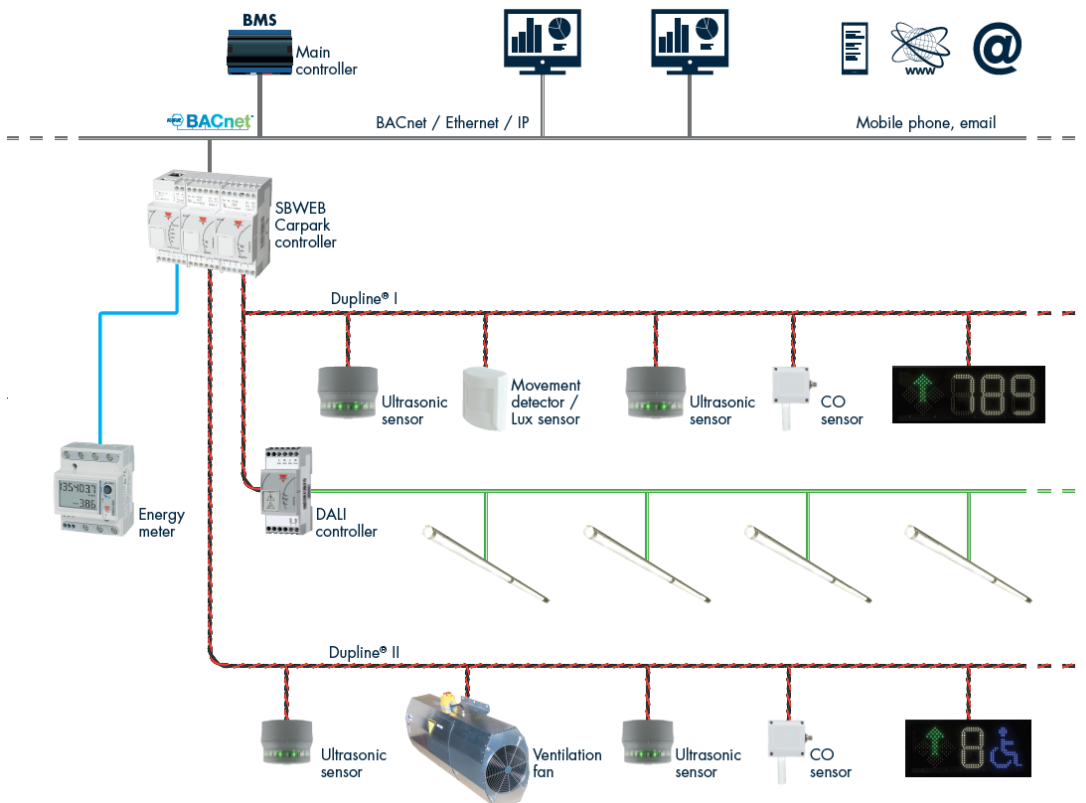 BMS
Main
controller
BACnet
BACnet / Ethernet / IP
www
@
Mobile phone, email
SBWEB
Carpark
controller
Dupline® I
Ultrasonic
sensor
Movement
detector /
Lux sensor
Ultrasonic
sensor
CO
sensor
789
Energy
meter
DALI
controller
Dupline® II
Ultrasonic
sensor
Ventilation
fan
Ultrasonic
sensor
CO
sensor
8